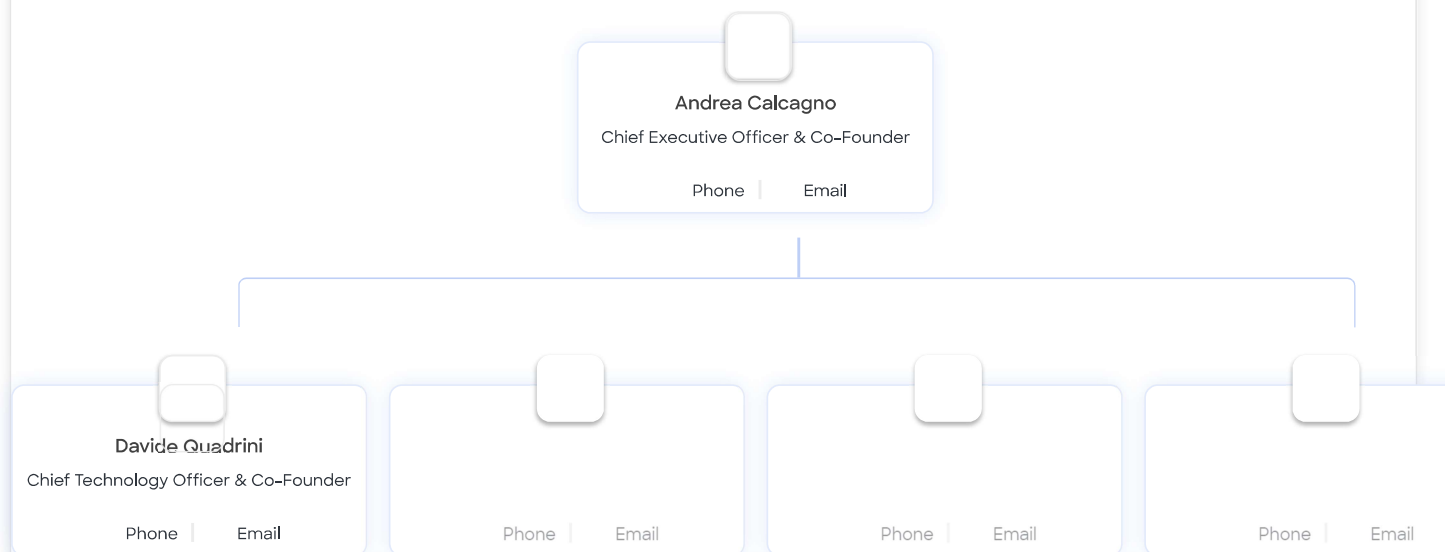 Andrea Calcagno
Chief Executive Officer & Co-Founder
Phone Email
Davide Quadrini
Chief Technology Officer & Co-Founder
Phone Email Phone Email Phone Email Phone Email